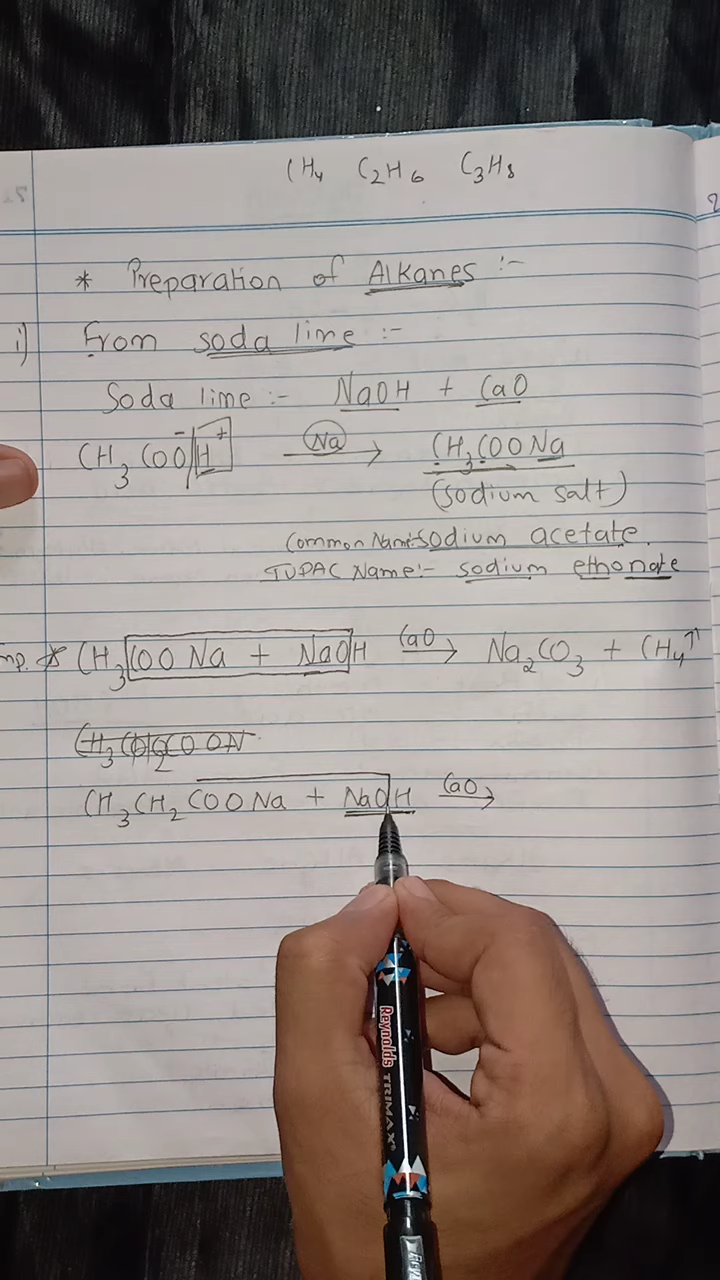 CH₄ C₂H₆ C₃H₈
* Preparation of Alkanes :-
i) From soda lime :-
Soda lime :- NaOH + CaO
CH₃COO⁻ H⁺ Na → CH₃COONa
(sodium salt)
Common Name:- Sodium acetate.
IUPAC Name:- sodium ethonate
Imp. * CH₃COONa + NaOH CaO → Na₂CO₃ + CH₄↑
CH₃CH₂COONa + NaOH CaO →
Reynolds TRIMAX